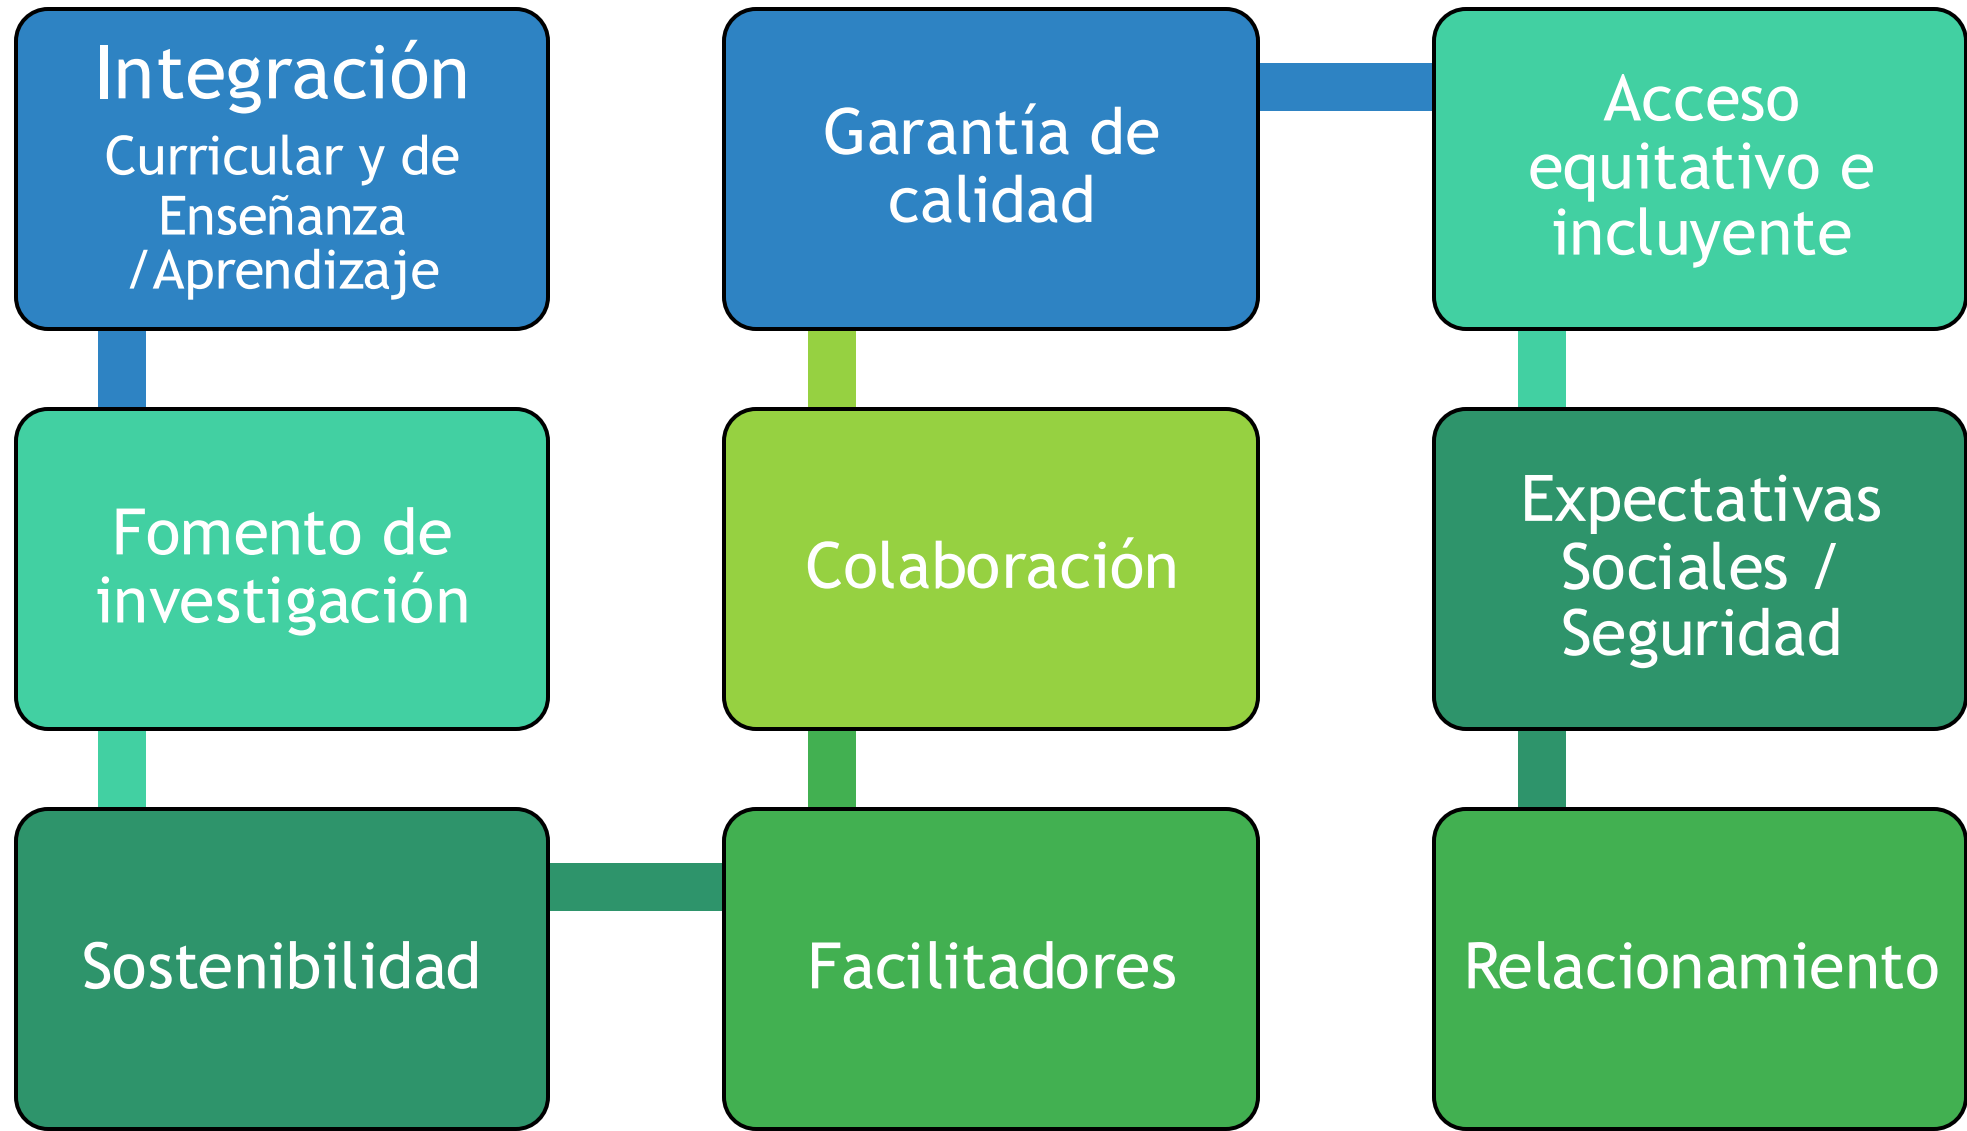 Integración
Curricular y de
Enseñanza
/Aprendizaje
Fomento de
investigación
Sostenibilidad
Facilitadores
Colaboración
Garantía de
calidad
Acceso
equitativo e
incluyente
Expectativas
Sociales /
Seguridad
Relacionamiento